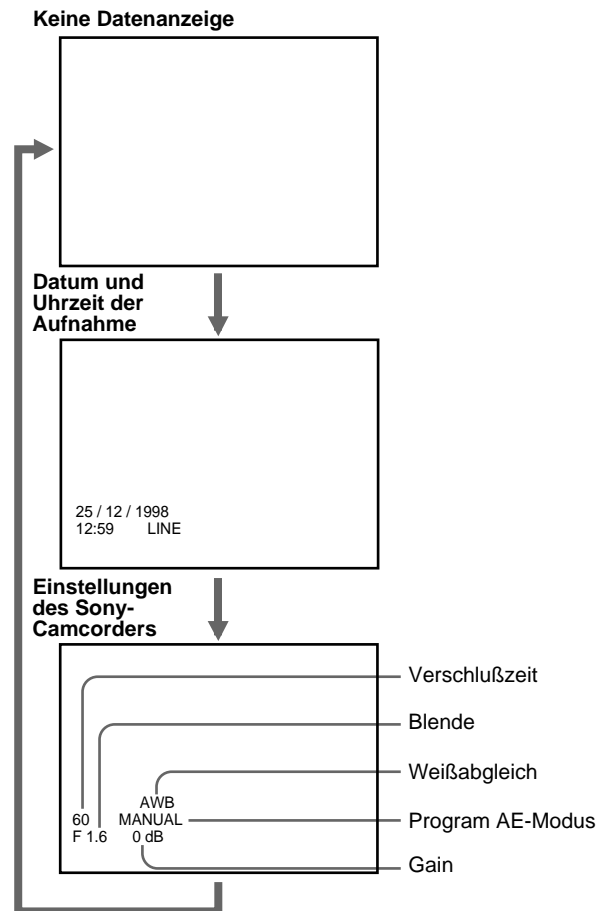 Keine Datenanzeige
Datum und
Uhrzeit der
Aufnahme
25 / 12 / 1998
12:59 LINE
Einstellungen
des Sony-
Camcorders
Verschlußzeit
Blende
Weißabgleich
AWB
60 MANUAL
Program AE-Modus
F 1.6 0 dB
Gain